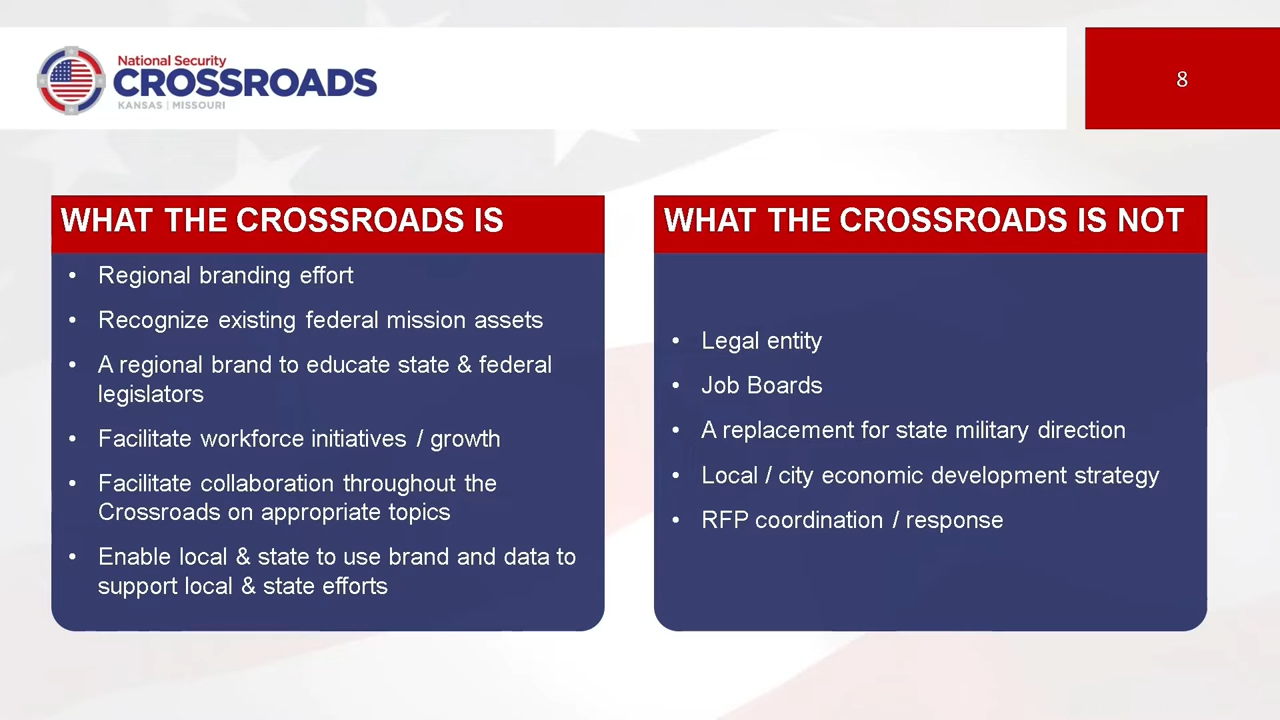 National Security
CROSSROADS
KANSAS | MISSOURI
8
WHAT THE CROSSROADS IS
• Regional branding effort
• Recognize existing federal mission assets
• A regional brand to educate state & federal
legislators
• Facilitate workforce initiatives / growth
• Facilitate collaboration throughout the
Crossroads on appropriate topics
• Enable local & state to use brand and data to
support local & state efforts
WHAT THE CROSSROADS IS NOT
• Legal entity
• Job Boards
• A replacement for state military direction
• Local / city economic development strategy
• RFP coordination / response